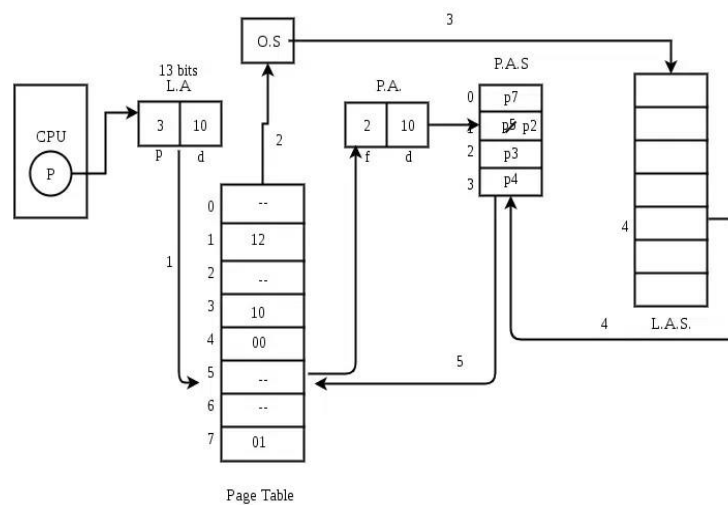 3
O.S
P.A.S
13 bits
L.A
P.A.
0 p7
CPU
3 10
2
2 10
1 p5 p2
p d
f d
2 p3
P
3 p4
0 --
1 12
4
1
2 --
3 10
4 00
4
L.A.S.
5 --
5
6 --
7 01
Page Table